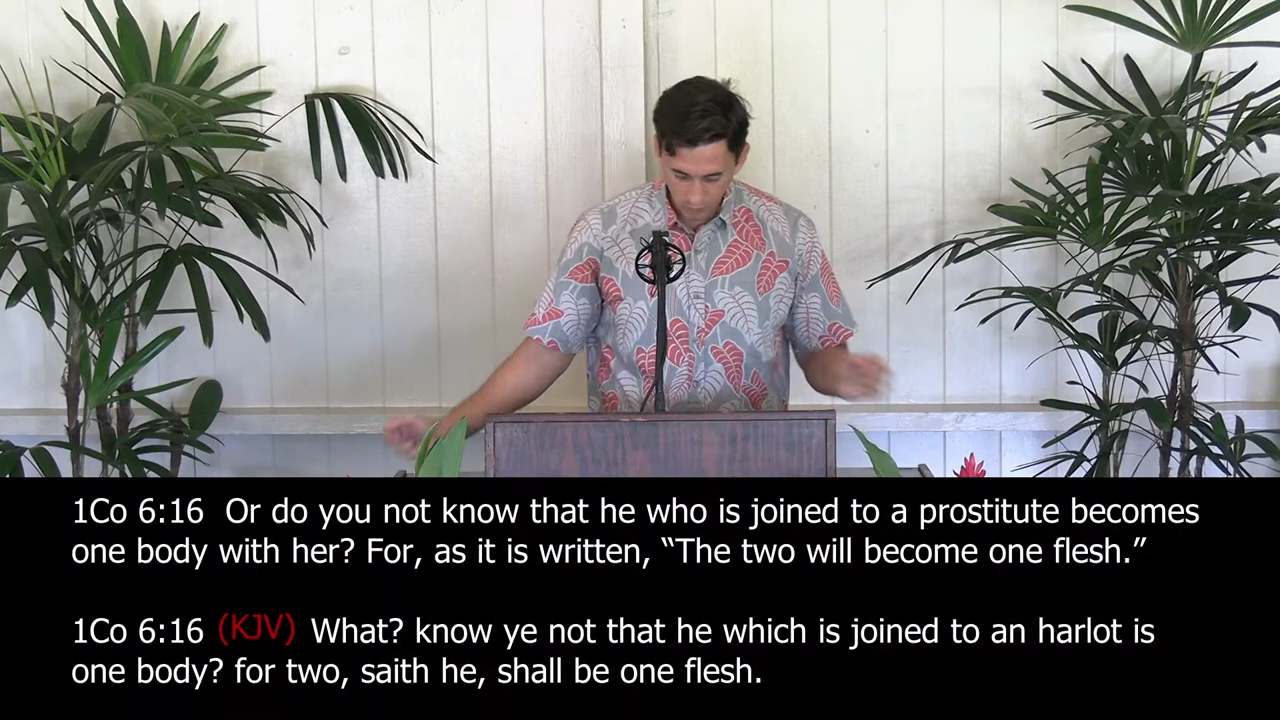 1Co 6:16  Or do you not know that he who is joined to a prostitute becomes
one body with her? For, as it is written, “The two will become one flesh.”
1Co 6:16 (KJV) What? know ye not that he which is joined to an harlot is
one body? for two, saith he, shall be one flesh.